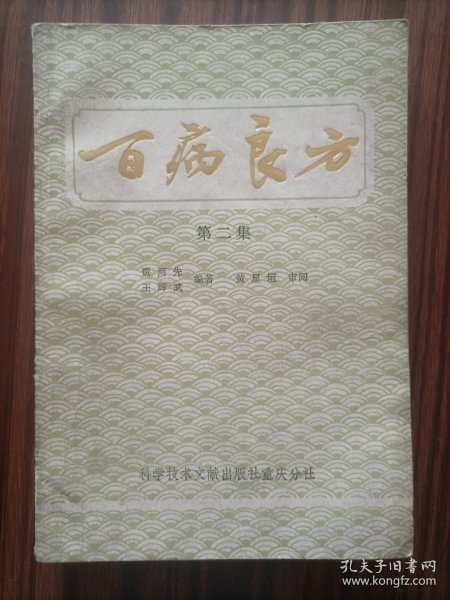 百病良方
第二集
贾河先 王辉武 编著 黄星垣 审阅
科学技术文献出版社重庆分社
孔夫子旧书网
www.kongfz.com